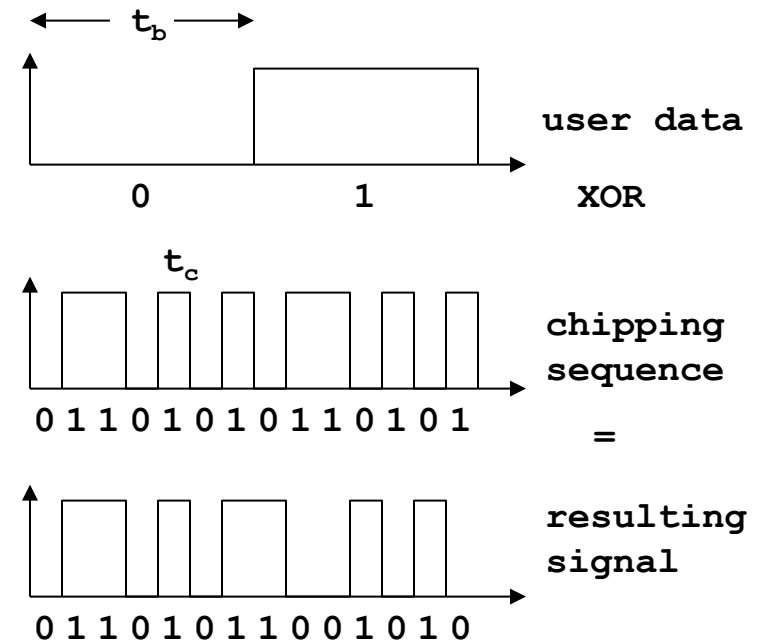 t_b
user data
0 1 XOR
t_c
chipping
sequence
0 1 1 0 1 0 1 0 1 1 0 1 0 1
=
resulting
signal
0 1 1 0 1 0 1 1 0 0 1 0 1 0